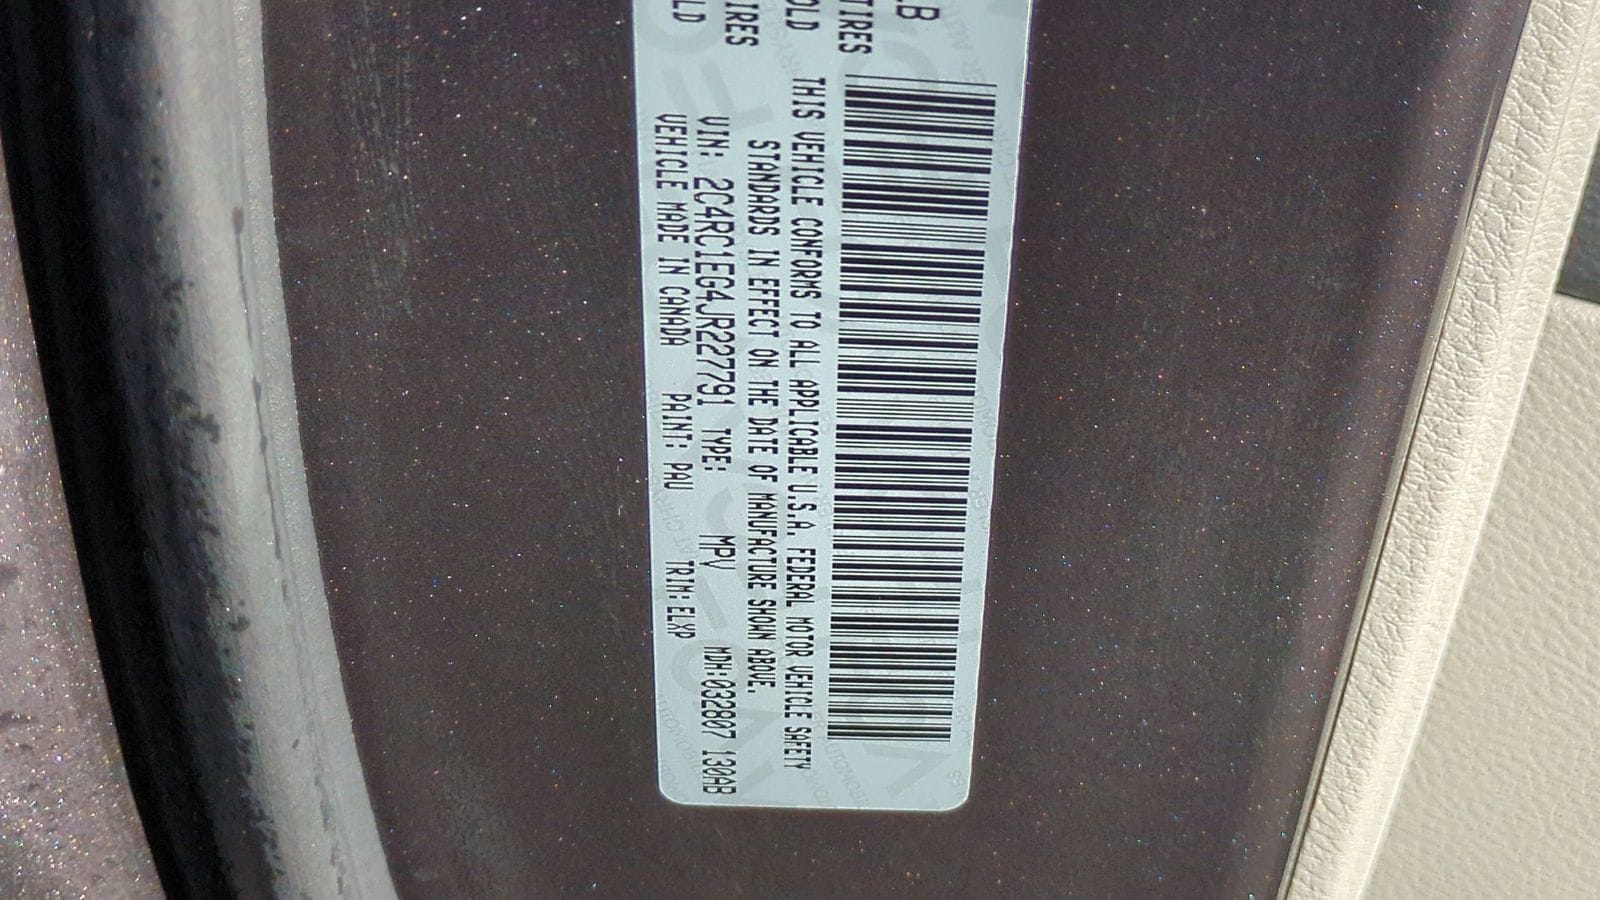 LB
TIRES
OLD
IRES
LD
THIS VEHICLE CONFORMS TO ALL APPLICABLE U.S.A. FEDERAL MOTOR VEHICLE SAFETY
STANDARDS IN EFFECT ON THE DATE OF MANUFACTURE SHOWN ABOVE.
VIN: 2C4RC1EG4JR227791 TYPE: MPV MDH:032807 130AB
VEHICLE MADE IN CANADA PAINT: PAU TRIM: ELXP